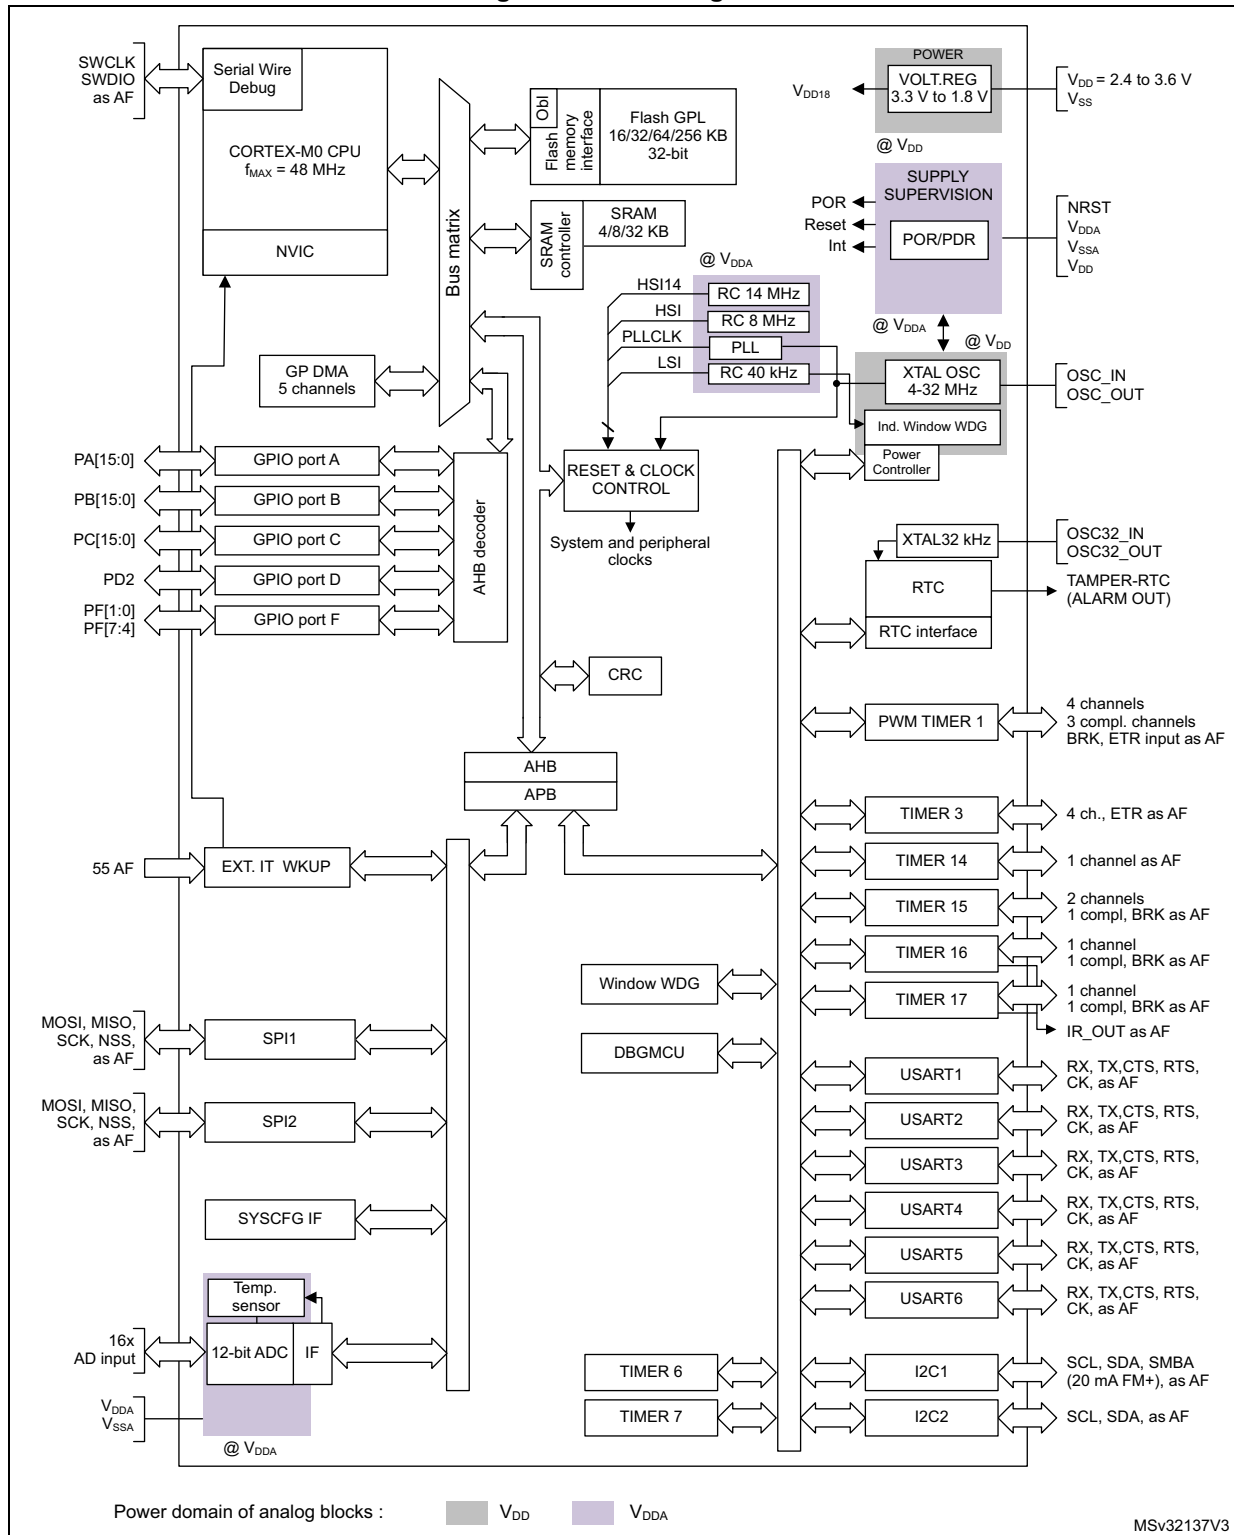 SWCLK
SWDIO
as AF
Serial Wire
Debug
CORTEX-M0 CPU
fMAX = 48 MHz
NVIC
Bus matrix
Obl
Flash
memory
interface
Flash GPL
16/32/64/256 KB
32-bit
SRAM
controller
SRAM
4/8/32 KB
POWER
VOLT.REG
3.3 V to 1.8 V
VDD18
VDD = 2.4 to 3.6 V
VSS
@ VDD
SUPPLY
SUPERVISION
POR/PDR
POR
Reset
Int
NRST
VDDA
VSSA
VDD
@ VDDA
HSI14
HSI
PLLCLK
LSI
RC 14 MHz
RC 8 MHz
PLL
RC 40 kHz
@ VDDA
@ VDD
XTAL OSC
4-32 MHz
OSC_IN
OSC_OUT
Ind. Window WDG
Power
Controller
GP DMA
5 channels
PA[15:0]
GPIO port A
PB[15:0]
GPIO port B
PC[15:0]
GPIO port C
PD2
GPIO port D
PF[1:0]
PF[7:4]
GPIO port F
AHB decoder
RESET & CLOCK
CONTROL
System and peripheral
clocks
XTAL32 kHz
OSC32_IN
OSC32_OUT
RTC
TAMPER-RTC
(ALARM OUT)
RTC interface
CRC
AHB
APB
PWM TIMER 1
4 channels
3 compl. channels
BRK, ETR input as AF
TIMER 3
4 ch., ETR as AF
55 AF
EXT. IT WKUP
TIMER 14
1 channel as AF
TIMER 15
2 channels
1 compl, BRK as AF
TIMER 16
1 channel
1 compl, BRK as AF
Window WDG
TIMER 17
1 channel
1 compl, BRK as AF
IR_OUT as AF
MOSI, MISO,
SCK, NSS,
as AF
SPI1
DBGMCU
USART1
RX, TX,CTS, RTS,
CK, as AF
MOSI, MISO,
SCK, NSS,
as AF
SPI2
USART2
RX, TX,CTS, RTS,
CK, as AF
USART3
RX, TX,CTS, RTS,
CK, as AF
SYSCFG IF
USART4
RX, TX,CTS, RTS,
CK, as AF
USART5
RX, TX,CTS, RTS,
CK, as AF
USART6
RX, TX,CTS, RTS,
CK, as AF
Temp.
sensor
16x
AD input
12-bit ADC
IF
VDDA
VSSA
@ VDDA
TIMER 6
I2C1
SCL, SDA, SMBA
(20 mA FM+), as AF
TIMER 7
I2C2
SCL, SDA, as AF
Power domain of analog blocks :
VDD
VDDA
MSv32137V3